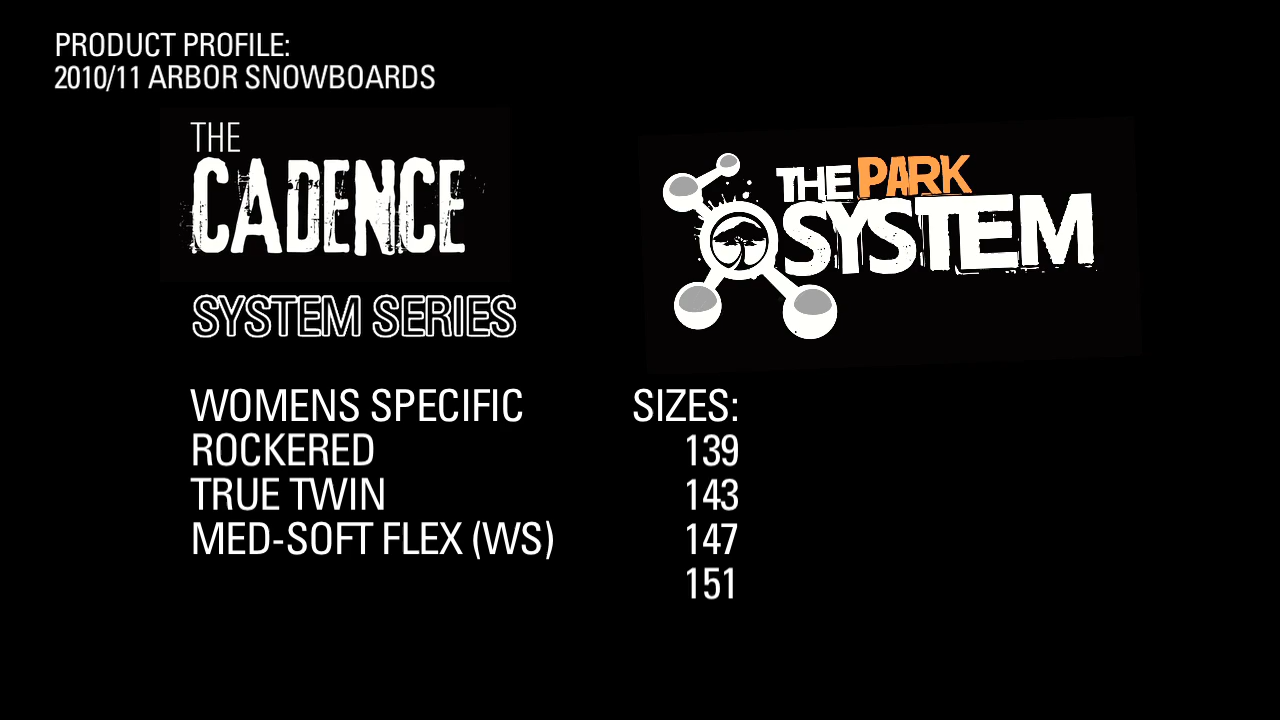 PRODUCT PROFILE:
2010/11 ARBOR SNOWBOARDS
THE
CADENCE
SYSTEM SERIES
THE PARK
SYSTEM
WOMENS SPECIFIC
ROCKERED
TRUE TWIN
MED-SOFT FLEX (WS)
SIZES:
139
143
147
151